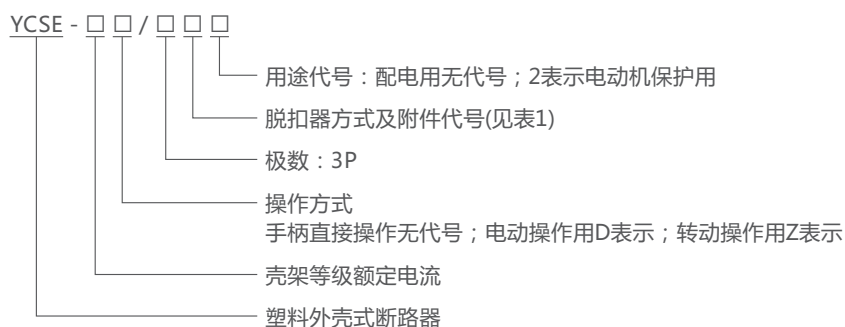 YCSE - □ □ / □ □ □
用途代号：配电用无代号；2表示电动机保护用
脱扣器方式及附件代号(见表1)
极数：3P
操作方式
手柄直接操作无代号；电动操作用D表示；转动操作用Z表示
壳架等级额定电流
塑料外壳式断路器